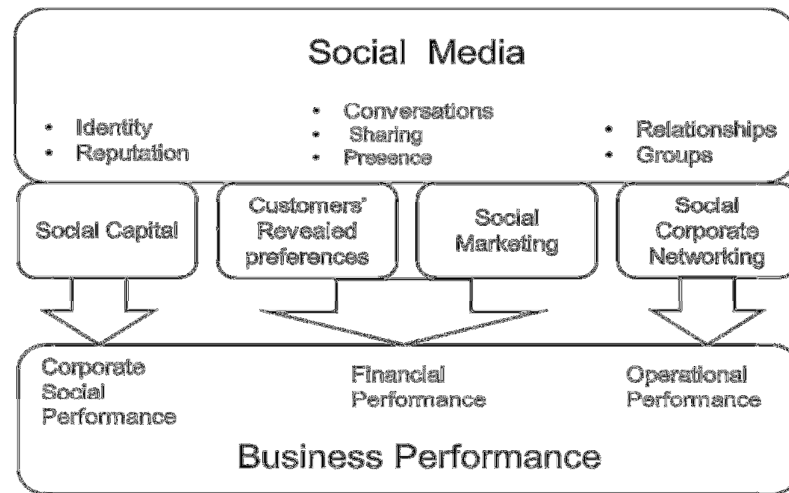 Social Media
• Identity
• Reputation
• Conversations
• Sharing
• Presence
• Relationships
• Groups
Social Capital
Customers'
Revealed
preferences
Social
Marketing
Social
Corporate
Networking
Corporate
Social
Performance
Financial
Performance
Operational
Performance
Business Performance